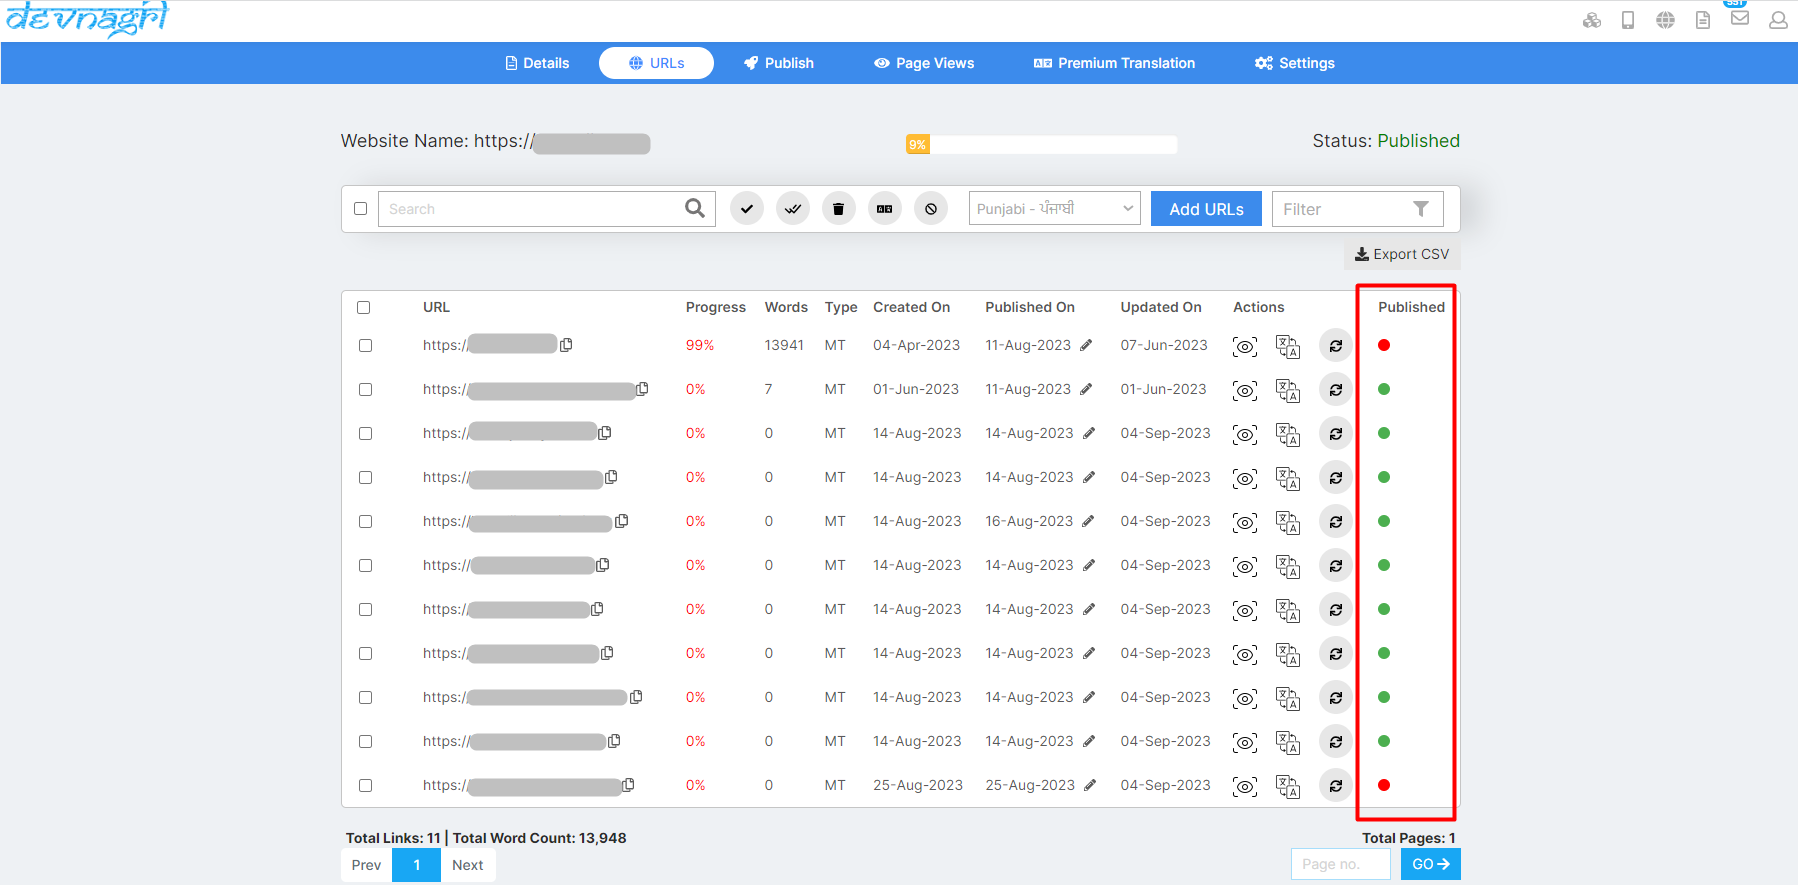 devnagri
551
Details URLs Publish Page Views Premium Translation Settings
Website Name: https:// 9% Status: Published
Search Punjabi - ਪੰਜਾਬੀ Add URLs Filter
Export CSV
URL Progress Words Type Created On Published On Updated On Actions Published
https:// 99% 13941 MT 04-Apr-2023 11-Aug-2023 07-Jun-2023
https:// 0% 7 MT 01-Jun-2023 11-Aug-2023 01-Jun-2023
https:// 0% 0 MT 14-Aug-2023 14-Aug-2023 04-Sep-2023
https:// 0% 0 MT 14-Aug-2023 14-Aug-2023 04-Sep-2023
https:// 0% 0 MT 14-Aug-2023 16-Aug-2023 04-Sep-2023
https:// 0% 0 MT 14-Aug-2023 14-Aug-2023 04-Sep-2023
https:// 0% 0 MT 14-Aug-2023 14-Aug-2023 04-Sep-2023
https:// 0% 0 MT 14-Aug-2023 14-Aug-2023 04-Sep-2023
https:// 0% 0 MT 14-Aug-2023 14-Aug-2023 04-Sep-2023
https:// 0% 0 MT 14-Aug-2023 14-Aug-2023 04-Sep-2023
https:// 0% 0 MT 25-Aug-2023 25-Aug-2023 04-Sep-2023
Total Links: 11 | Total Word Count: 13,948 Total Pages: 1
Prev 1 Next Page no. GO